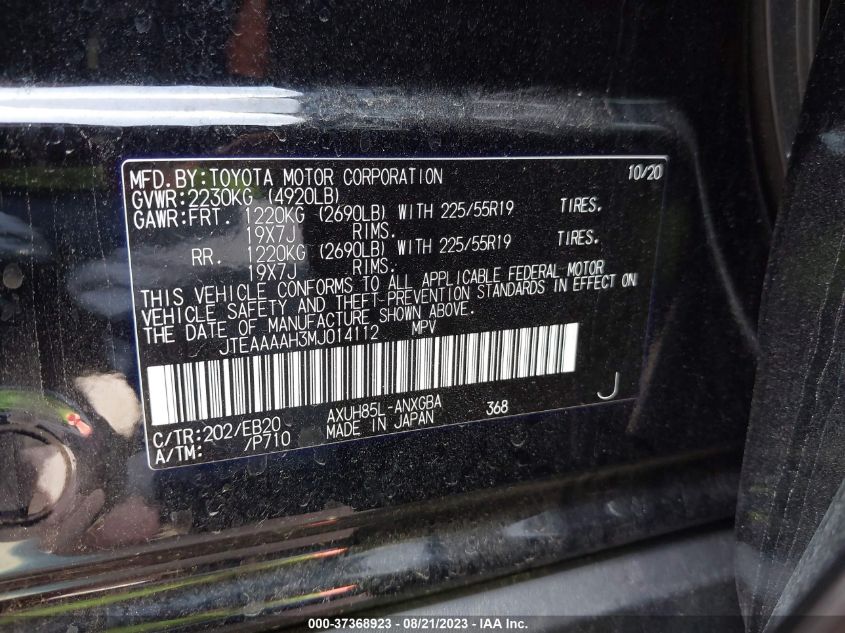 MFD.BY:TOYOTA MOTOR CORPORATION 10/20
GVWR:2230KG (4920LB)
GAWR:FRT. 1220KG (2690LB) WITH 225/55R19 TIRES.
19X7J RIMS.
RR. 1220KG (2690LB) WITH 225/55R19 TIRES.
19X7J RIMS:
THIS VEHICLE CONFORMS TO ALL APPLICABLE FEDERAL MOTOR
VEHICLE SAFETY AND THEFT-PREVENTION STANDARDS IN EFFECT ON
THE DATE OF MANUFACTURE SHOWN ABOVE.
JTEAAAAH3MJ014112 MPV
J
C/TR:202/EB20 AXUH85L-ANXGBA 368
A/TM: /P710 MADE IN JAPAN
000-37368923 - 08/21/2023 - IAAI.com